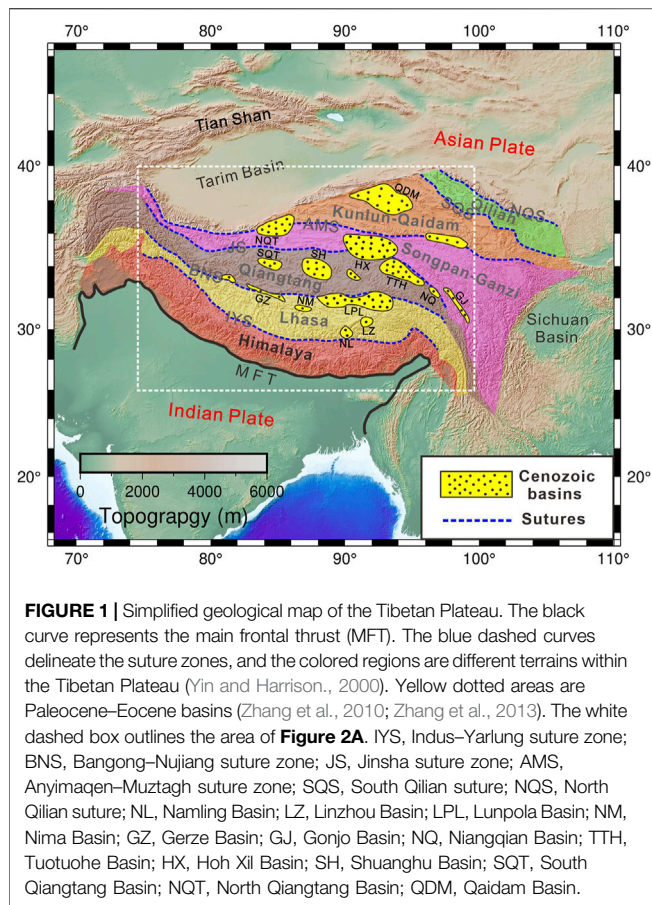 70° 80° 90° 100° 110°
Tian Shan
Asian Plate
40° 40°
Tarim Basin
QDM
Qilian NQS
SQS
Kunlun-Qaidam
AMS
NQT
JS
Songpan-Ganzi
SQT SH HX
BNS Qiangtang
TTH
NQ GJ
GZ NM
LPL
Lhasa
30° 30°
IYS
NL LZ
Sichuan
Basin
Himalaya
MFT
Indian Plate
20° 20°
0 2000 4000 6000
Topograpgy (m)
Cenozoic
basins
Sutures
70° 80° 90° 100° 110°
FIGURE 1 | Simplified geological map of the Tibetan Plateau. The black
curve represents the main frontal thrust (MFT). The blue dashed curves
delineate the suture zones, and the colored regions are different terrains within
the Tibetan Plateau (Yin and Harrison., 2000). Yellow dotted areas are
Paleocene–Eocene basins (Zhang et al., 2010; Zhang et al., 2013). The white
dashed box outlines the area of Figure 2A. IYS, Indus–Yarlung suture zone;
BNS, Bangong–Nujiang suture zone; JS, Jinsha suture zone; AMS,
Anyimaqen–Muztagh suture zone; SQS, South Qilian suture; NQS, North
Qilian suture; NL, Namling Basin; LZ, Linzhou Basin; LPL, Lunpola Basin; NM,
Nima Basin; GZ, Gerze Basin; GJ, Gonjo Basin; NQ, Niangqian Basin; TTH,
Tuotuohe Basin; HX, Hoh Xil Basin; SH, Shuanghu Basin; SQT, South
Qiangtang Basin; NQT, North Qiangtang Basin; QDM, Qaidam Basin.